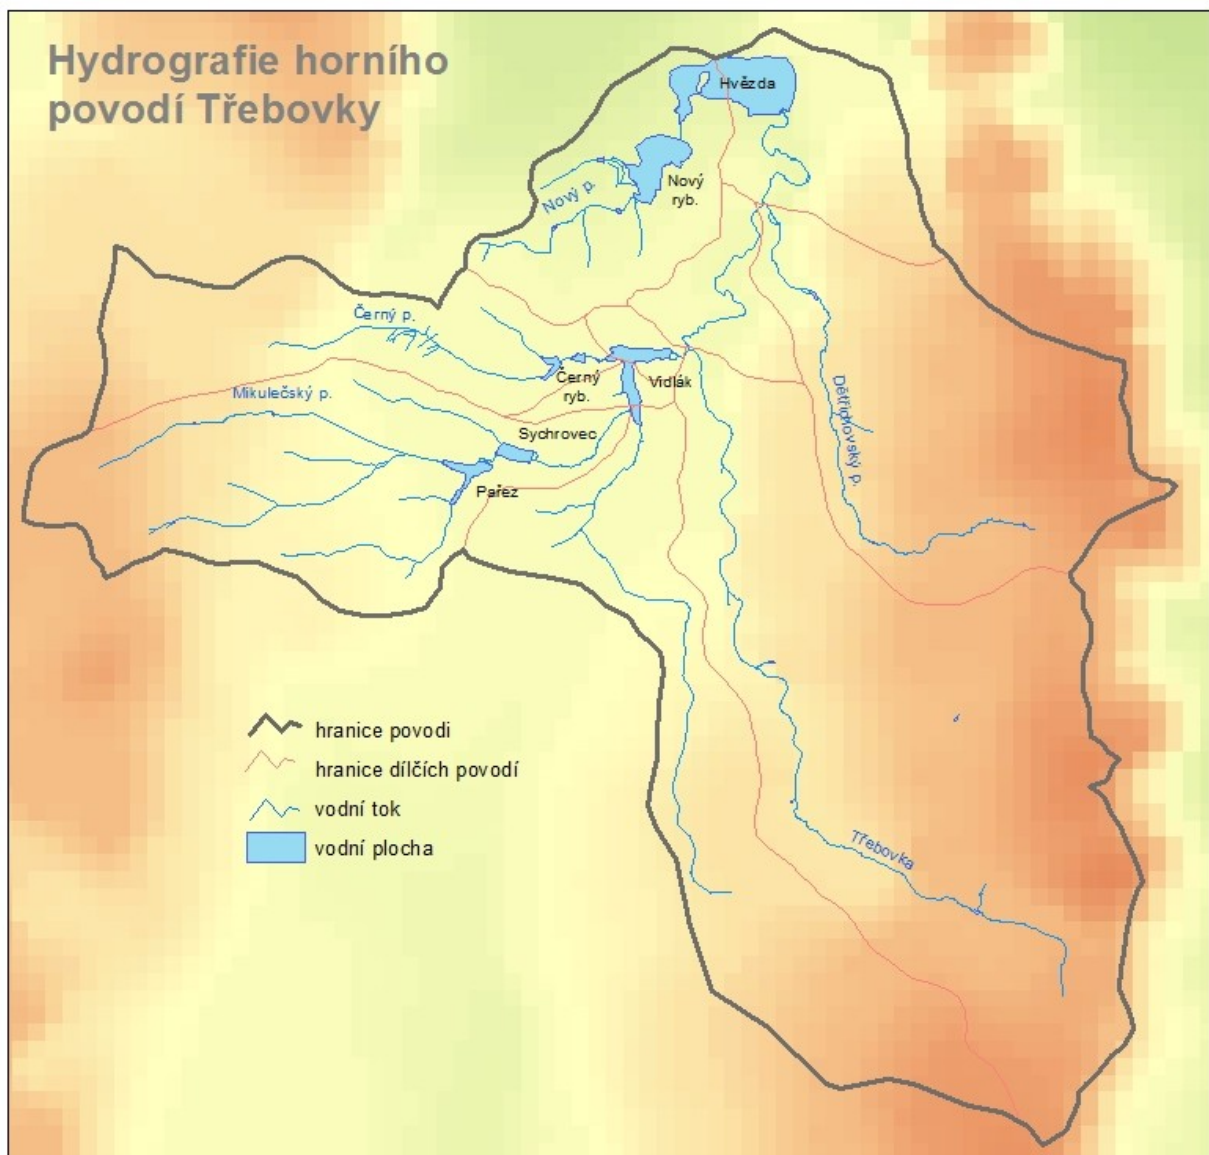 Hydrografie horního
povodí Třebovky
Hvězda
Nový
ryb.
Nový p.
Černý p.
Černý
ryb.
Vidlák
Mikulečský p.
Dětřichovský p.
Sychrovec
Pařez
hranice povodi
hranice dílčích povodí
vodní tok
vodní plocha
Třebovka